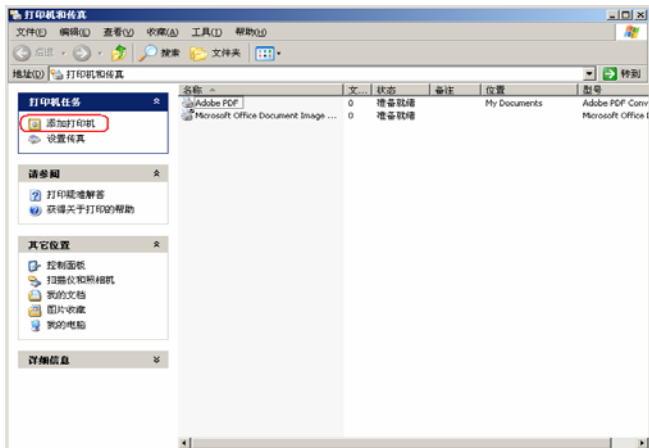 打印机和传真
文件(F) 编辑(E) 查看(V) 收藏(A) 工具(T) 帮助(H)
后退 搜索 文件夹
地址(D) 打印机和传真 转到
名称 文... 状态 备注 位置 型号
打印机任务
Adobe PDF 0 准备就绪 My Documents Adobe PDF Conv
添加打印机
Microsoft Office Document Image ... 0 准备就绪 Microsoft Office
设置传真
请参阅
打印疑难解答
获得关于打印的帮助
其它位置
控制面板
扫描仪和照相机
我的文档
图片收藏
我的电脑
详细信息